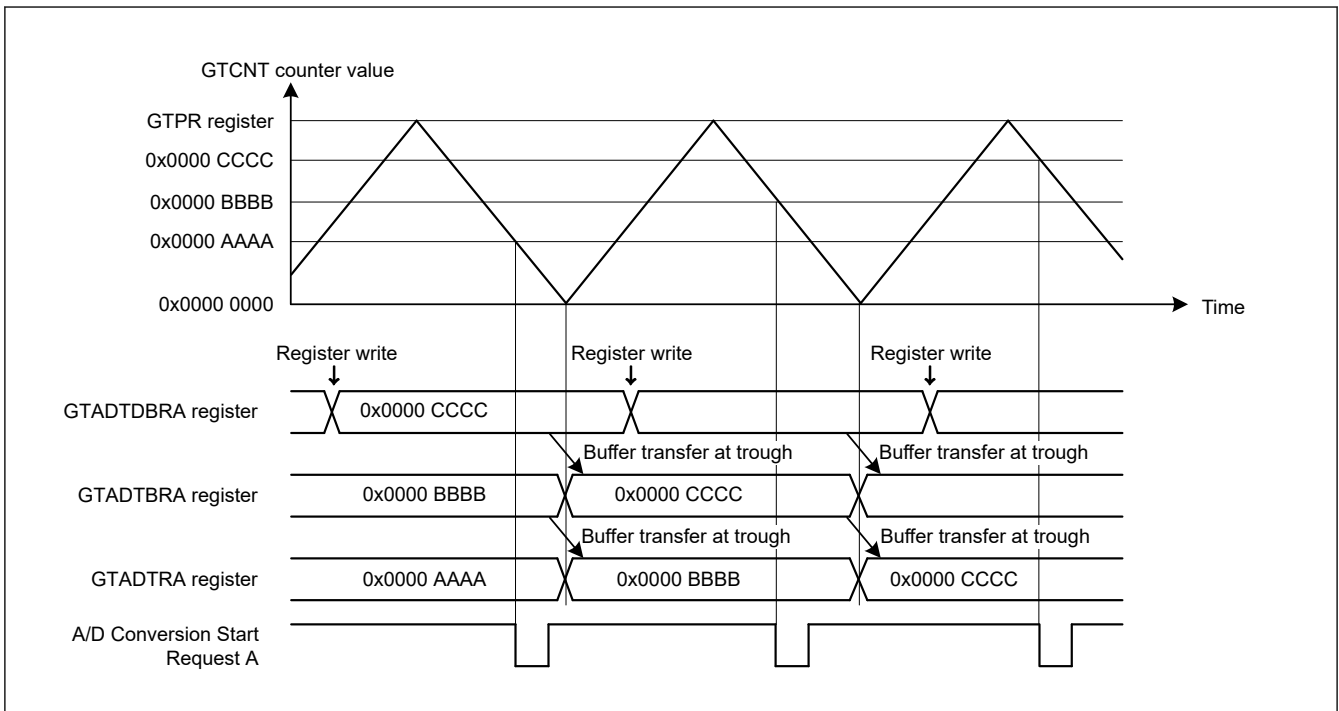 GTCNT counter value
GTPR register
0x0000 CCCC
0x0000 BBBB
0x0000 AAAA
0x0000 0000
Time
Register write
Register write
Register write
GTADTDBRA register
0x0000 CCCC
Buffer transfer at trough
Buffer transfer at trough
GTADTBRA register
0x0000 BBBB
0x0000 CCCC
Buffer transfer at trough
Buffer transfer at trough
GTADTRA register
0x0000 AAAA
0x0000 BBBB
0x0000 CCCC
A/D Conversion Start
Request A